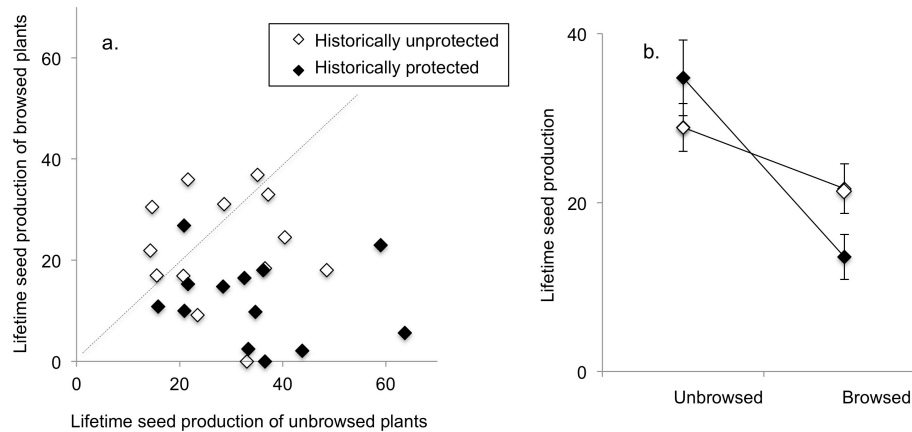 a.
Historically unprotected
Historically protected
Lifetime seed production of browsed plants
60
40
20
0
0 20 40 60
Lifetime seed production of unbrowsed plants
b.
Lifetime seed production
40
20
0
Unbrowsed Browsed